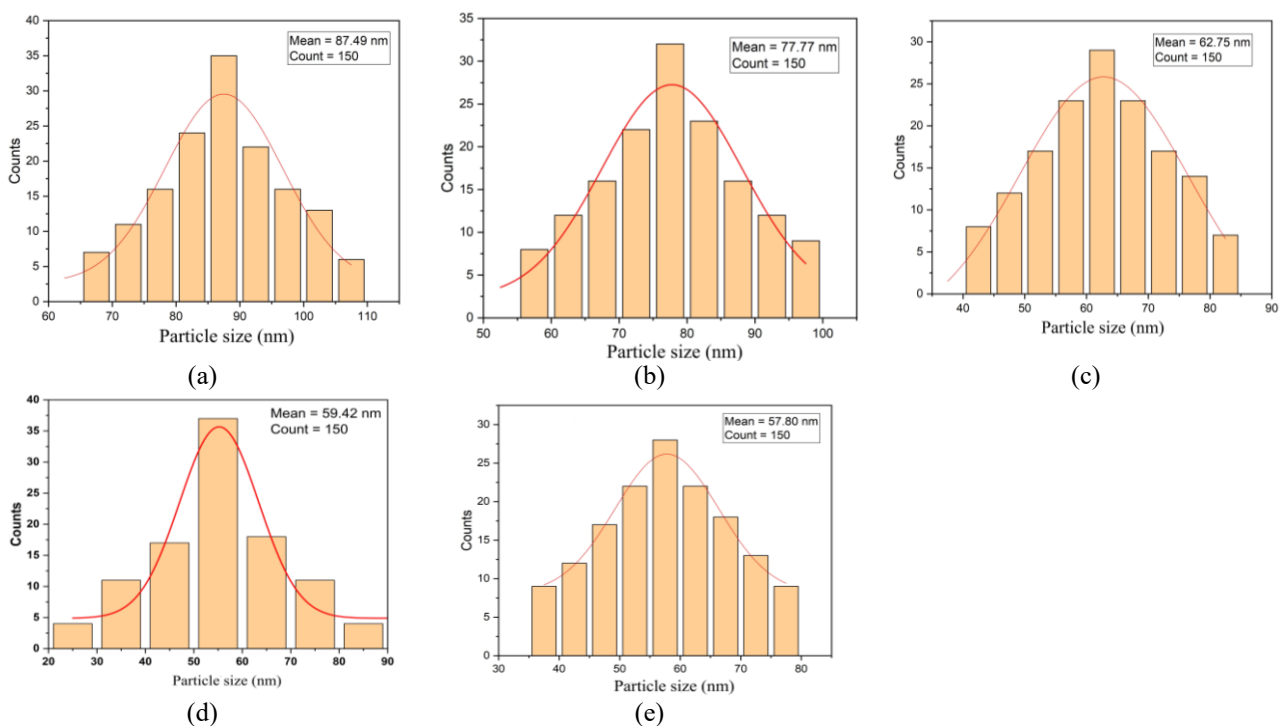 Mean = 87.49 nm
Count = 150
Counts
40
35
30
25
20
15
10
5
0
60 70 80 90 100 110
Particle size (nm)
(a)
Mean = 77.77 nm
Count = 150
Counts
35
30
25
20
15
10
5
0
50 60 70 80 90 100
Particle size (nm)
(b)
Mean = 62.75 nm
Count = 150
Counts
30
25
20
15
10
5
0
40 50 60 70 80 90
Particle size (nm)
(c)
Mean = 59.42 nm
Count = 150
Counts
40
35
30
25
20
15
10
5
0
20 30 40 50 60 70 80 90
Particle size (nm)
(d)
Mean = 57.80 nm
Count = 150
Counts
30
25
20
15
10
5
0
30 40 50 60 70 80
Particle size (nm)
(e)